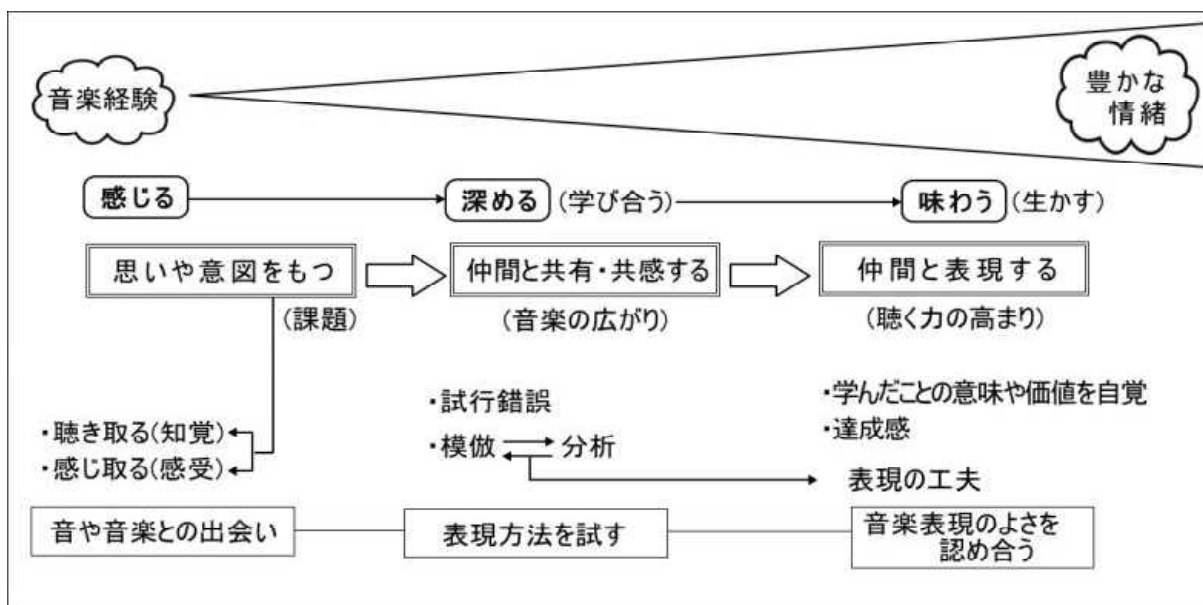 音楽経験
豊かな
情緒
感じる
深める(学び合う)
味わう(生かす)
思いや意図をもつ
仲間と共有・共感する
仲間と表現する
(課題)
(音楽の広がり)
(聴く力の高まり)
・聴き取る(知覚)
・感じ取る(感受)
・試行錯誤
・模倣
分析
・学んだことの意味や価値を自覚
・達成感
表現の工夫
音や音楽との出会い
表現方法を試す
音楽表現のよさを
認め合う